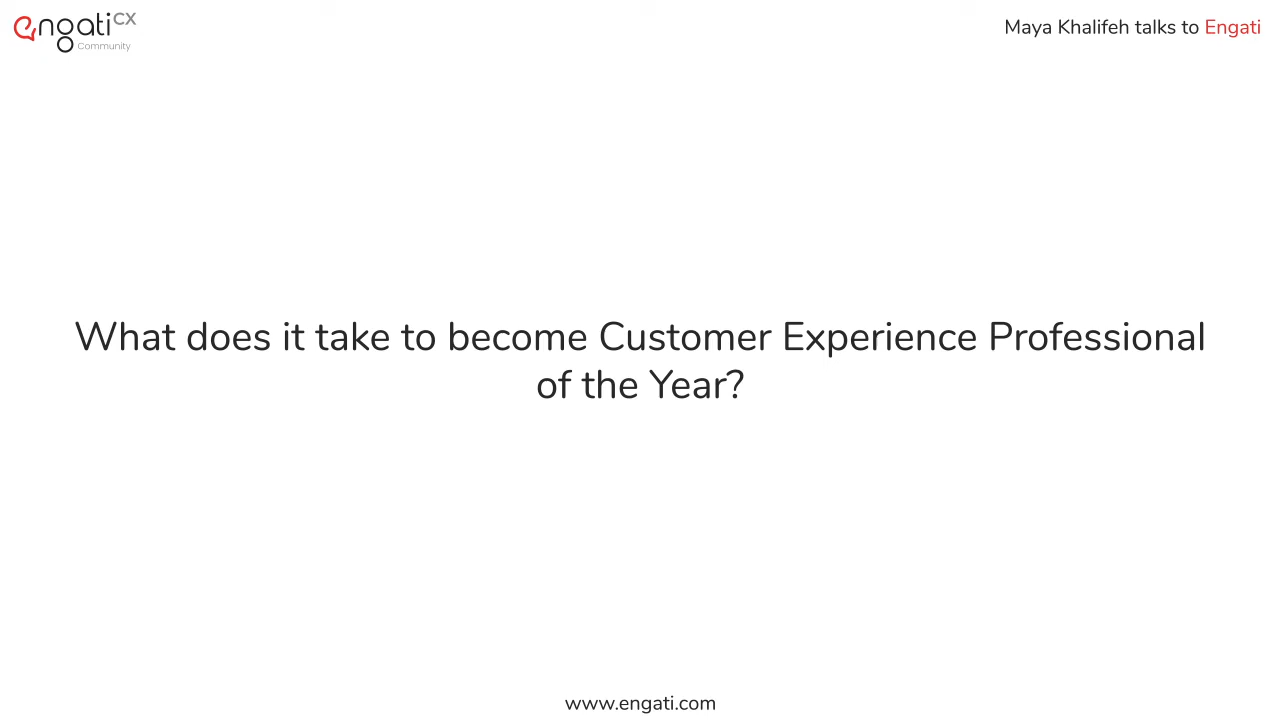 engati CX
Community
Maya Khalifeh talks to Engati
What does it take to become Customer Experience Professional
of the Year?
www.engati.com